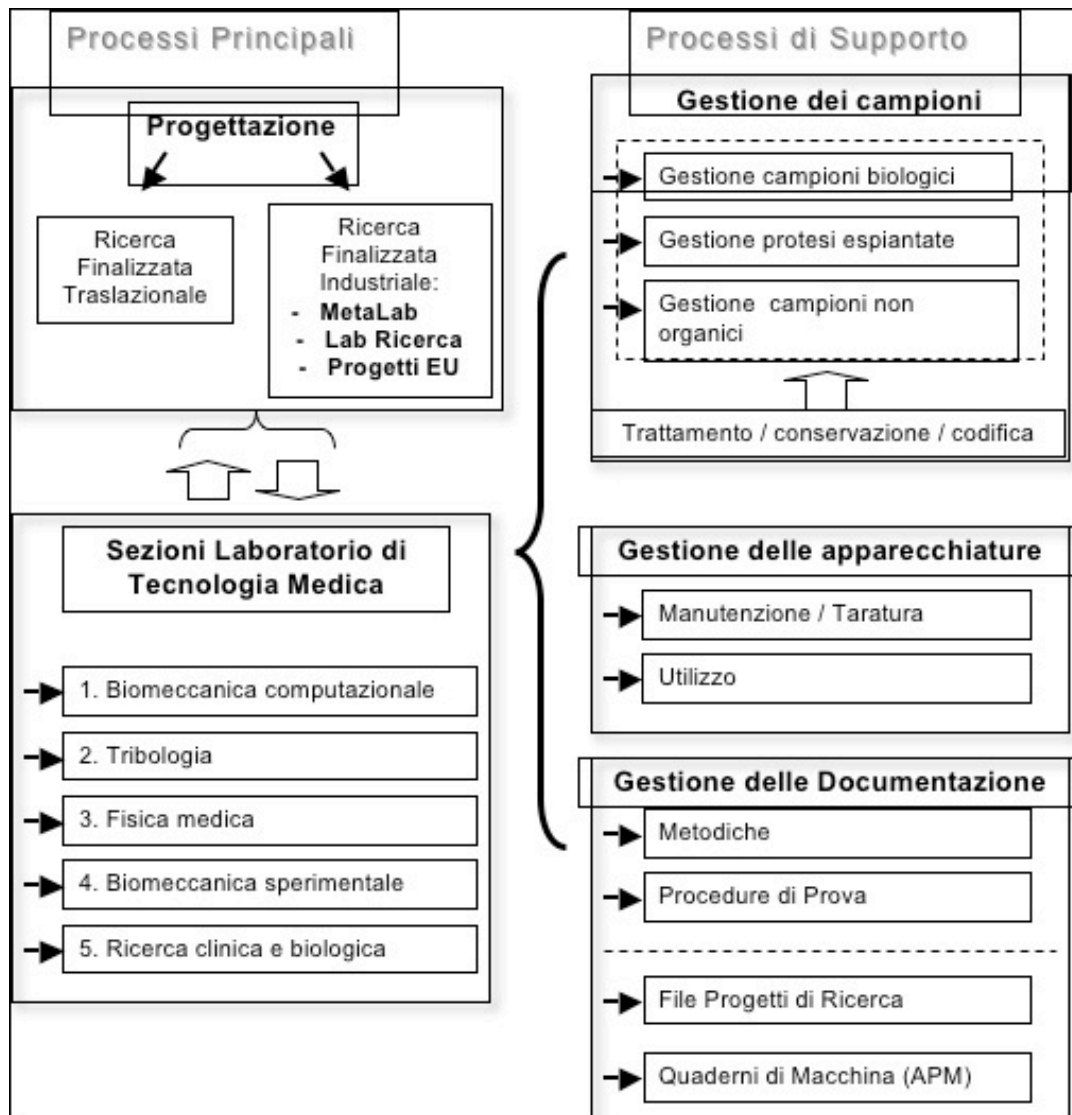 Processi Principali
Progettazione
Ricerca
Finalizzata
Traslazionale
Ricerca
Finalizzata
Industriale:
- MetaLab
- Lab Ricerca
- Progetti EU
Sezioni Laboratorio di
Tecnologia Medica
1. Biomeccanica computazionale
2. Tribologia
3. Fisica medica
4. Biomeccanica sperimentale
5. Ricerca clinica e biologica
Processi di Supporto
Gestione dei campioni
Gestione campioni biologici
Gestione protesi espiantate
Gestione campioni non
organici
Trattamento / conservazione / codifica
Gestione delle apparecchiature
Manutenzione / Taratura
Utilizzo
Gestione delle Documentazione
Metodiche
Procedure di Prova
File Progetti di Ricerca
Quaderni di Macchina (APM)